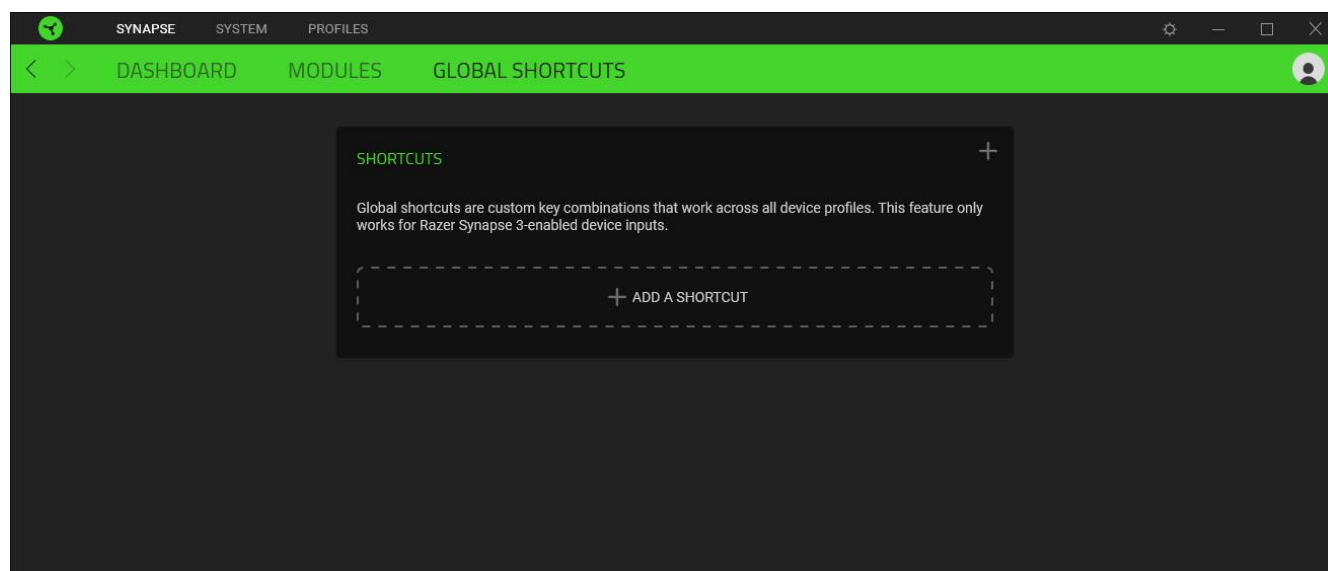 SYNAPSE SYSTEM PROFILES
DASHBOARD MODULES GLOBAL SHORTCUTS
SHORTCUTS
Global shortcuts are custom key combinations that work across all device profiles. This feature only
works for Razer Synapse 3-enabled device inputs.
ADD A SHORTCUT